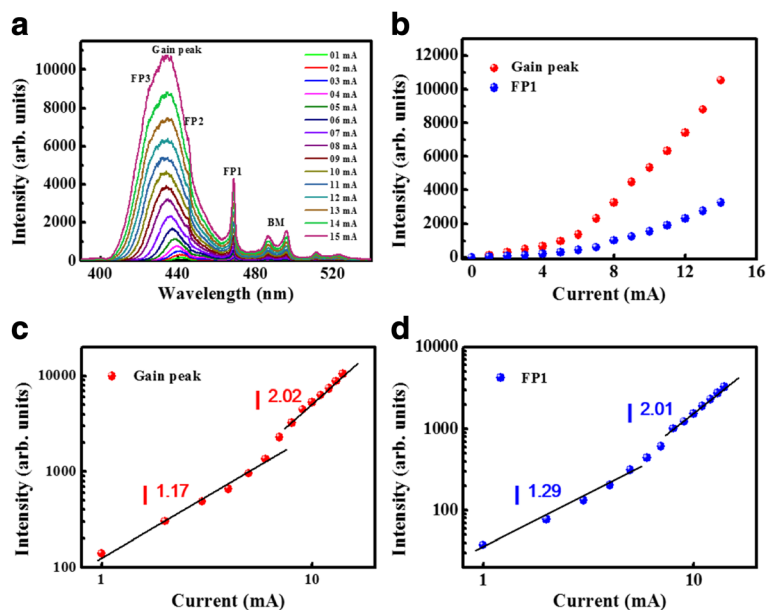 a
Gain peak
FP3
FP2
FP1
BM
01 mA
02 mA
03 mA
04 mA
05 mA
06 mA
07 mA
08 mA
09 mA
10 mA
11 mA
12 mA
13 mA
14 mA
15 mA
10000
8000
6000
4000
2000
0
400
440
480
520
Intensity (arb. units)
Wavelength (nm)
b
Gain peak
FP1
12000
10000
8000
6000
4000
2000
0
0
4
8
12
16
Intensity (arb. units)
Current (mA)
c
Gain peak
I 2.02
I 1.17
10000
1000
100
1
10
Intensity (arb. units)
Current (mA)
d
FP1
I 2.01
I 1.29
10000
1000
100
1
10
Intensity (arb. units)
Current (mA)